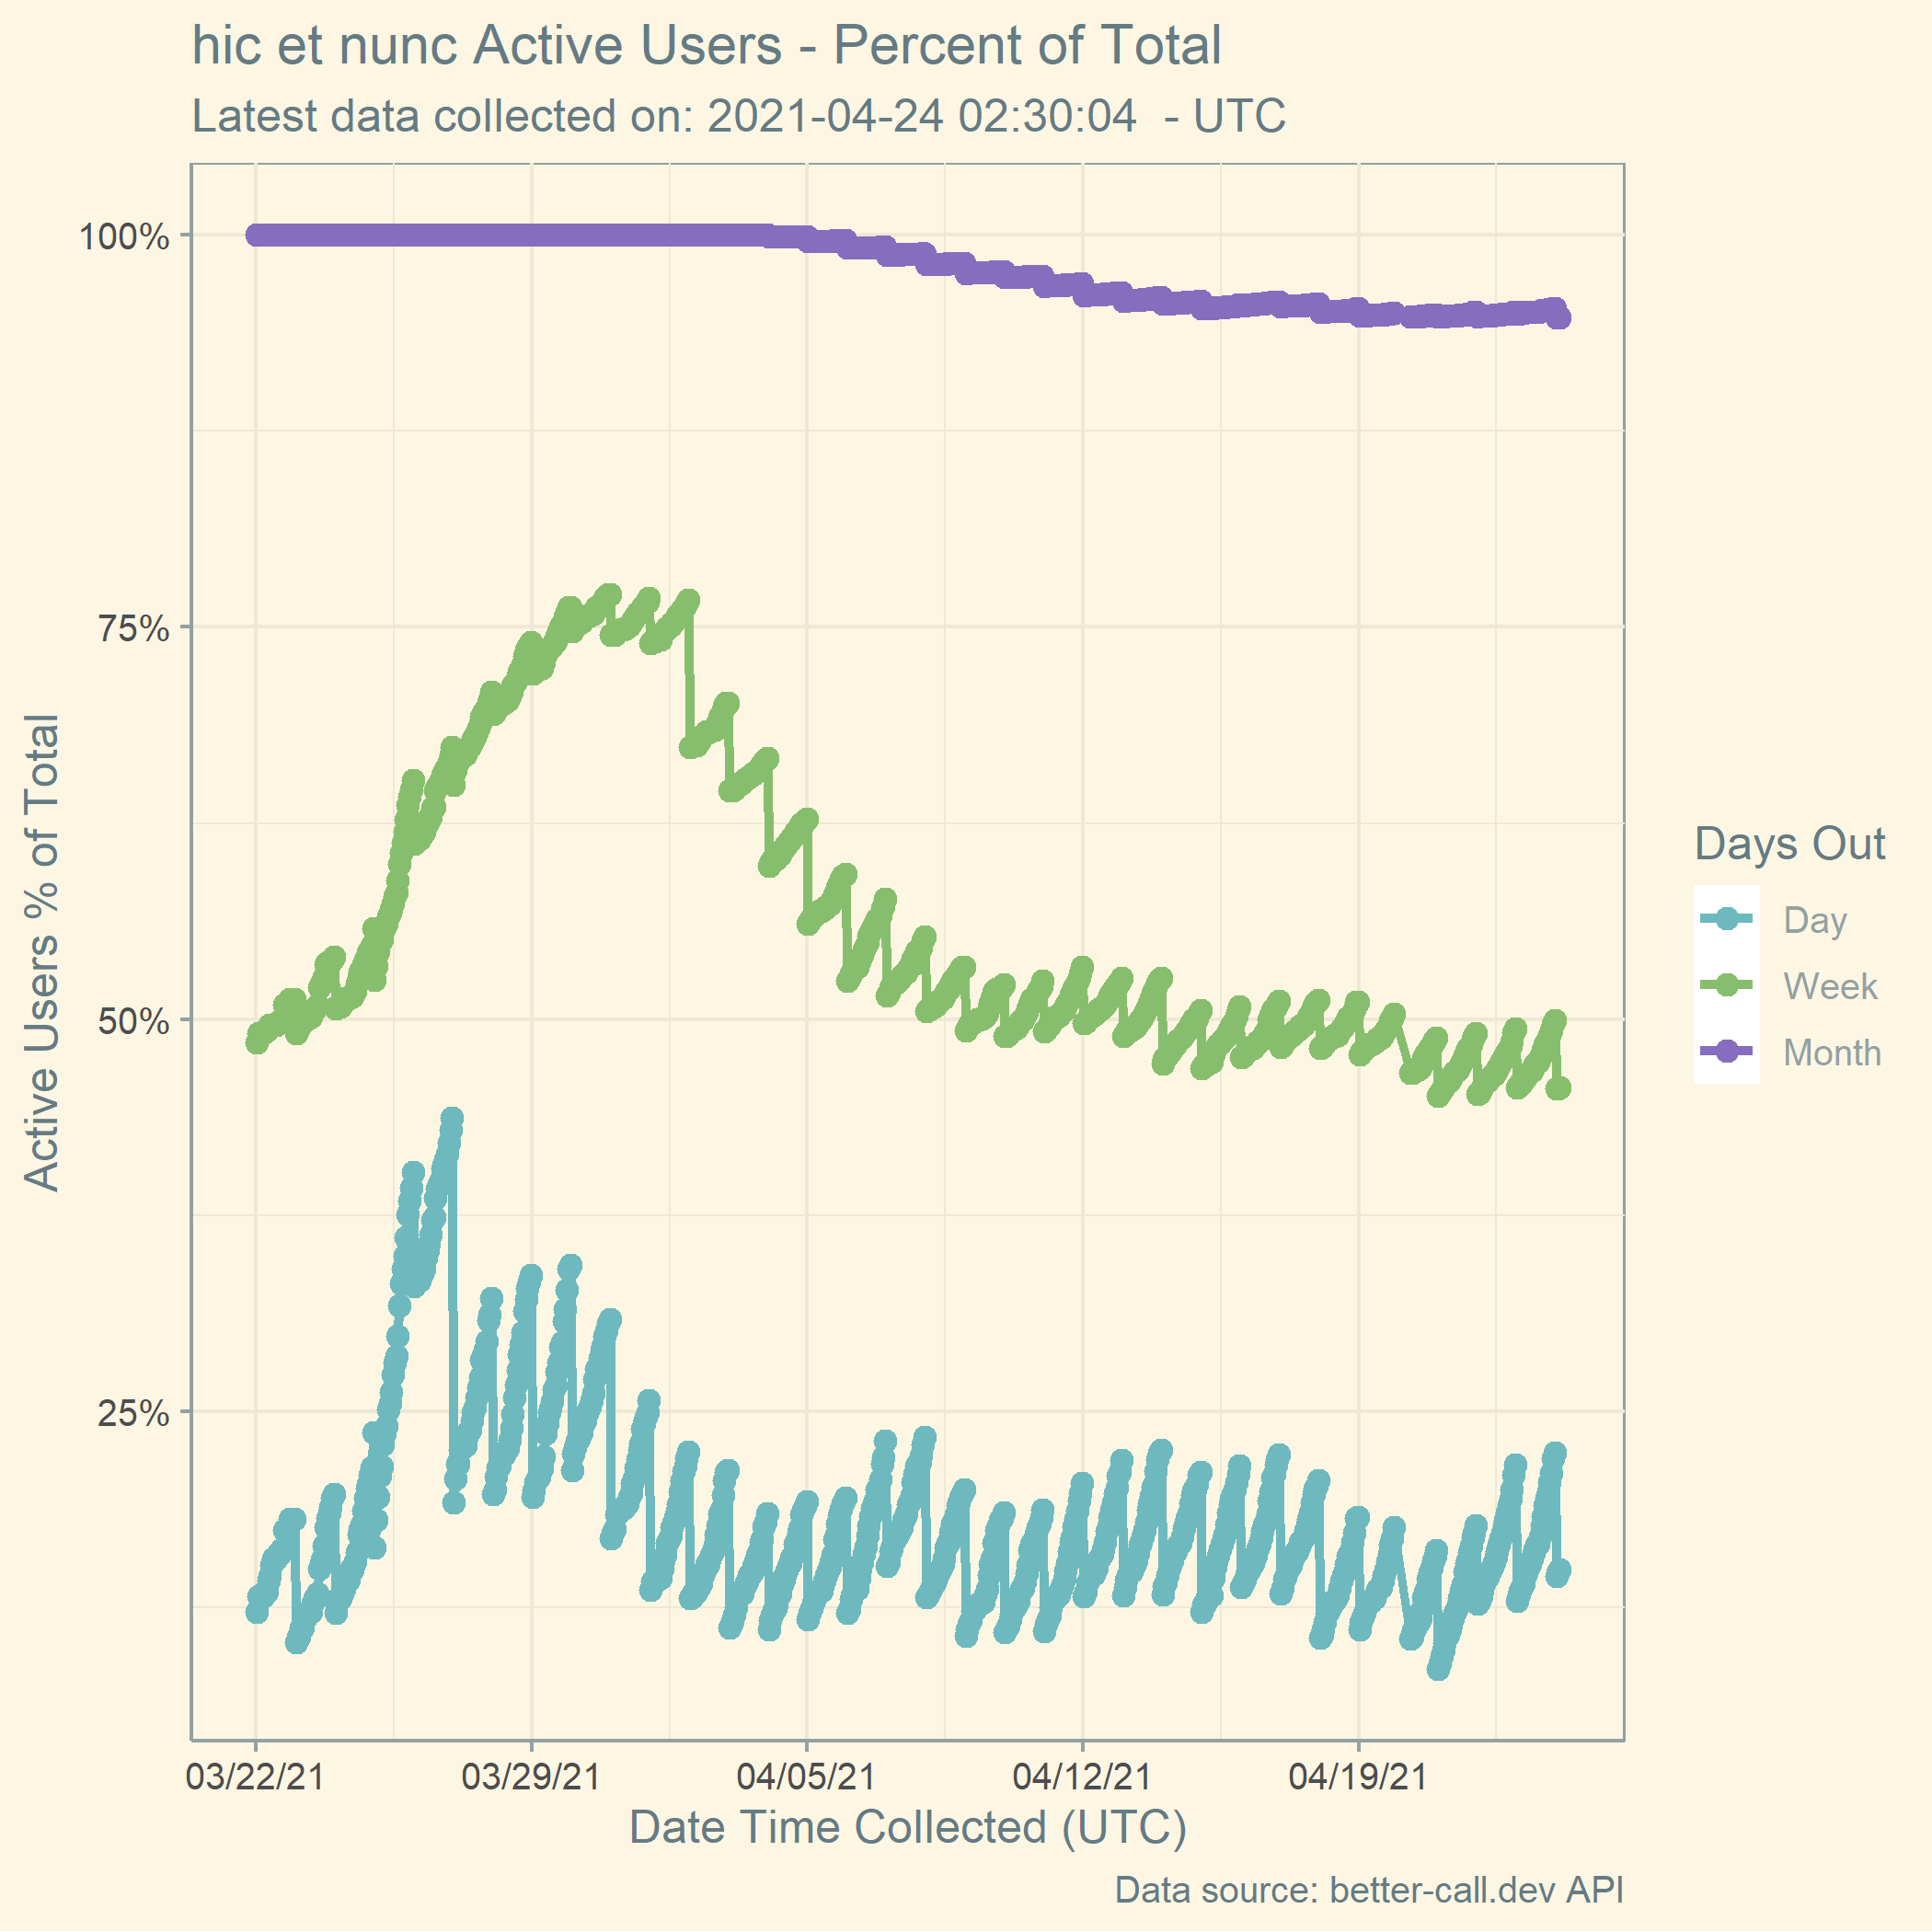 hic et nunc Active Users - Percent of Total
Latest data collected on: 2021-04-24 02:30:04  - UTC
Active Users % of Total
100%
75%
50%
25%
03/22/21
03/29/21
04/05/21
04/12/21
04/19/21
Date Time Collected (UTC)
Days Out
Day
Week
Month
Data source: better-call.dev API